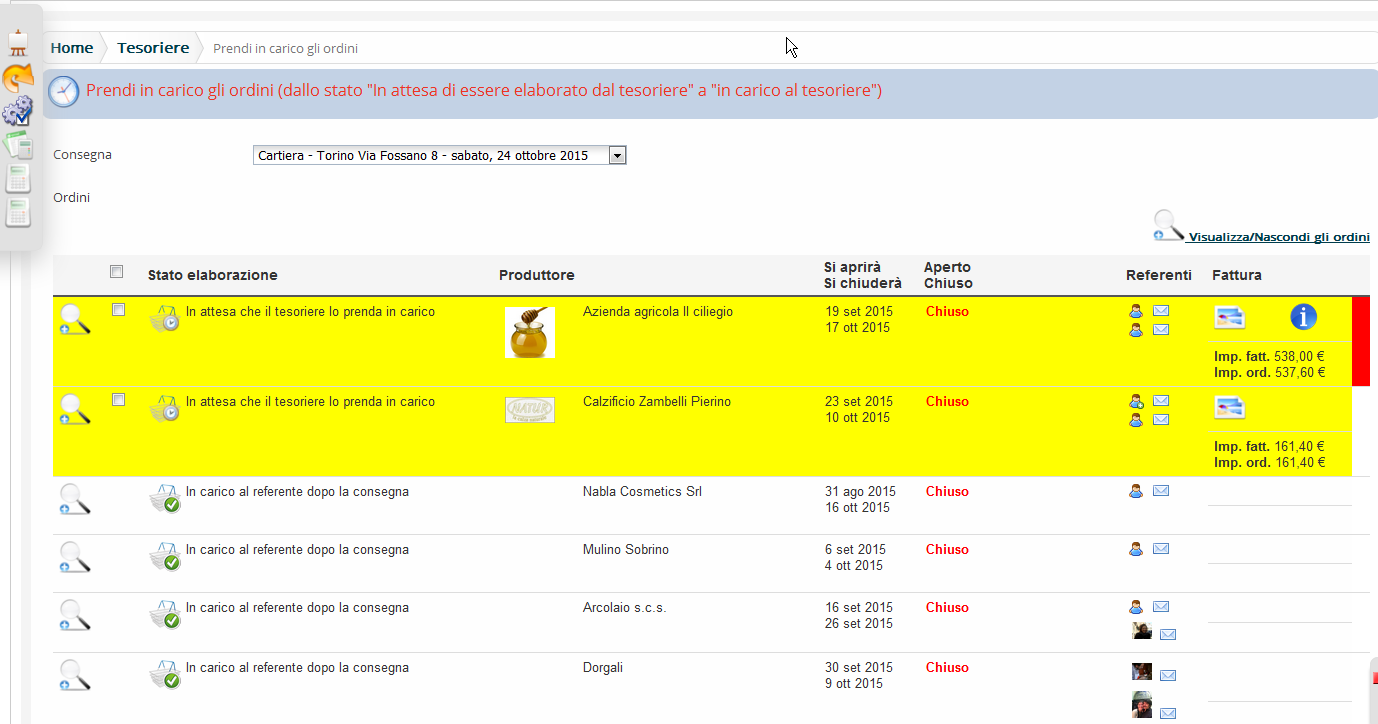 Home Tesoriere Prendi in carico gli ordini
Prendi in carico gli ordini (dallo stato "In attesa di essere elaborato dal tesoriere" a "in carico al tesoriere")
Consegna Cartiera - Torino Via Fossano 8 - sabato, 24 ottobre 2015
Ordini
Visualizza/Nascondi gli ordini
Stato elaborazione Produttore Si aprirà Si chiuderà Aperto Chiuso Referenti Fattura
In attesa che il tesoriere lo prenda in carico Azienda agricola Il ciliegio 19 set 2015 Chiuso
17 ott 2015
Imp. fatt. 538,00 €
Imp. ord. 537,60 €
In attesa che il tesoriere lo prenda in carico NATUR Calzificio Zambelli Pierino 23 set 2015 Chiuso
10 ott 2015
Imp. fatt. 161,40 €
Imp. ord. 161,40 €
In carico al referente dopo la consegna Nabla Cosmetics Srl 31 ago 2015 Chiuso
16 ott 2015
In carico al referente dopo la consegna Mulino Sobrino 6 set 2015 Chiuso
4 ott 2015
In carico al referente dopo la consegna Arcolaio s.c.s. 16 set 2015 Chiuso
26 set 2015
In carico al referente dopo la consegna Dorgali 30 set 2015 Chiuso
9 ott 2015